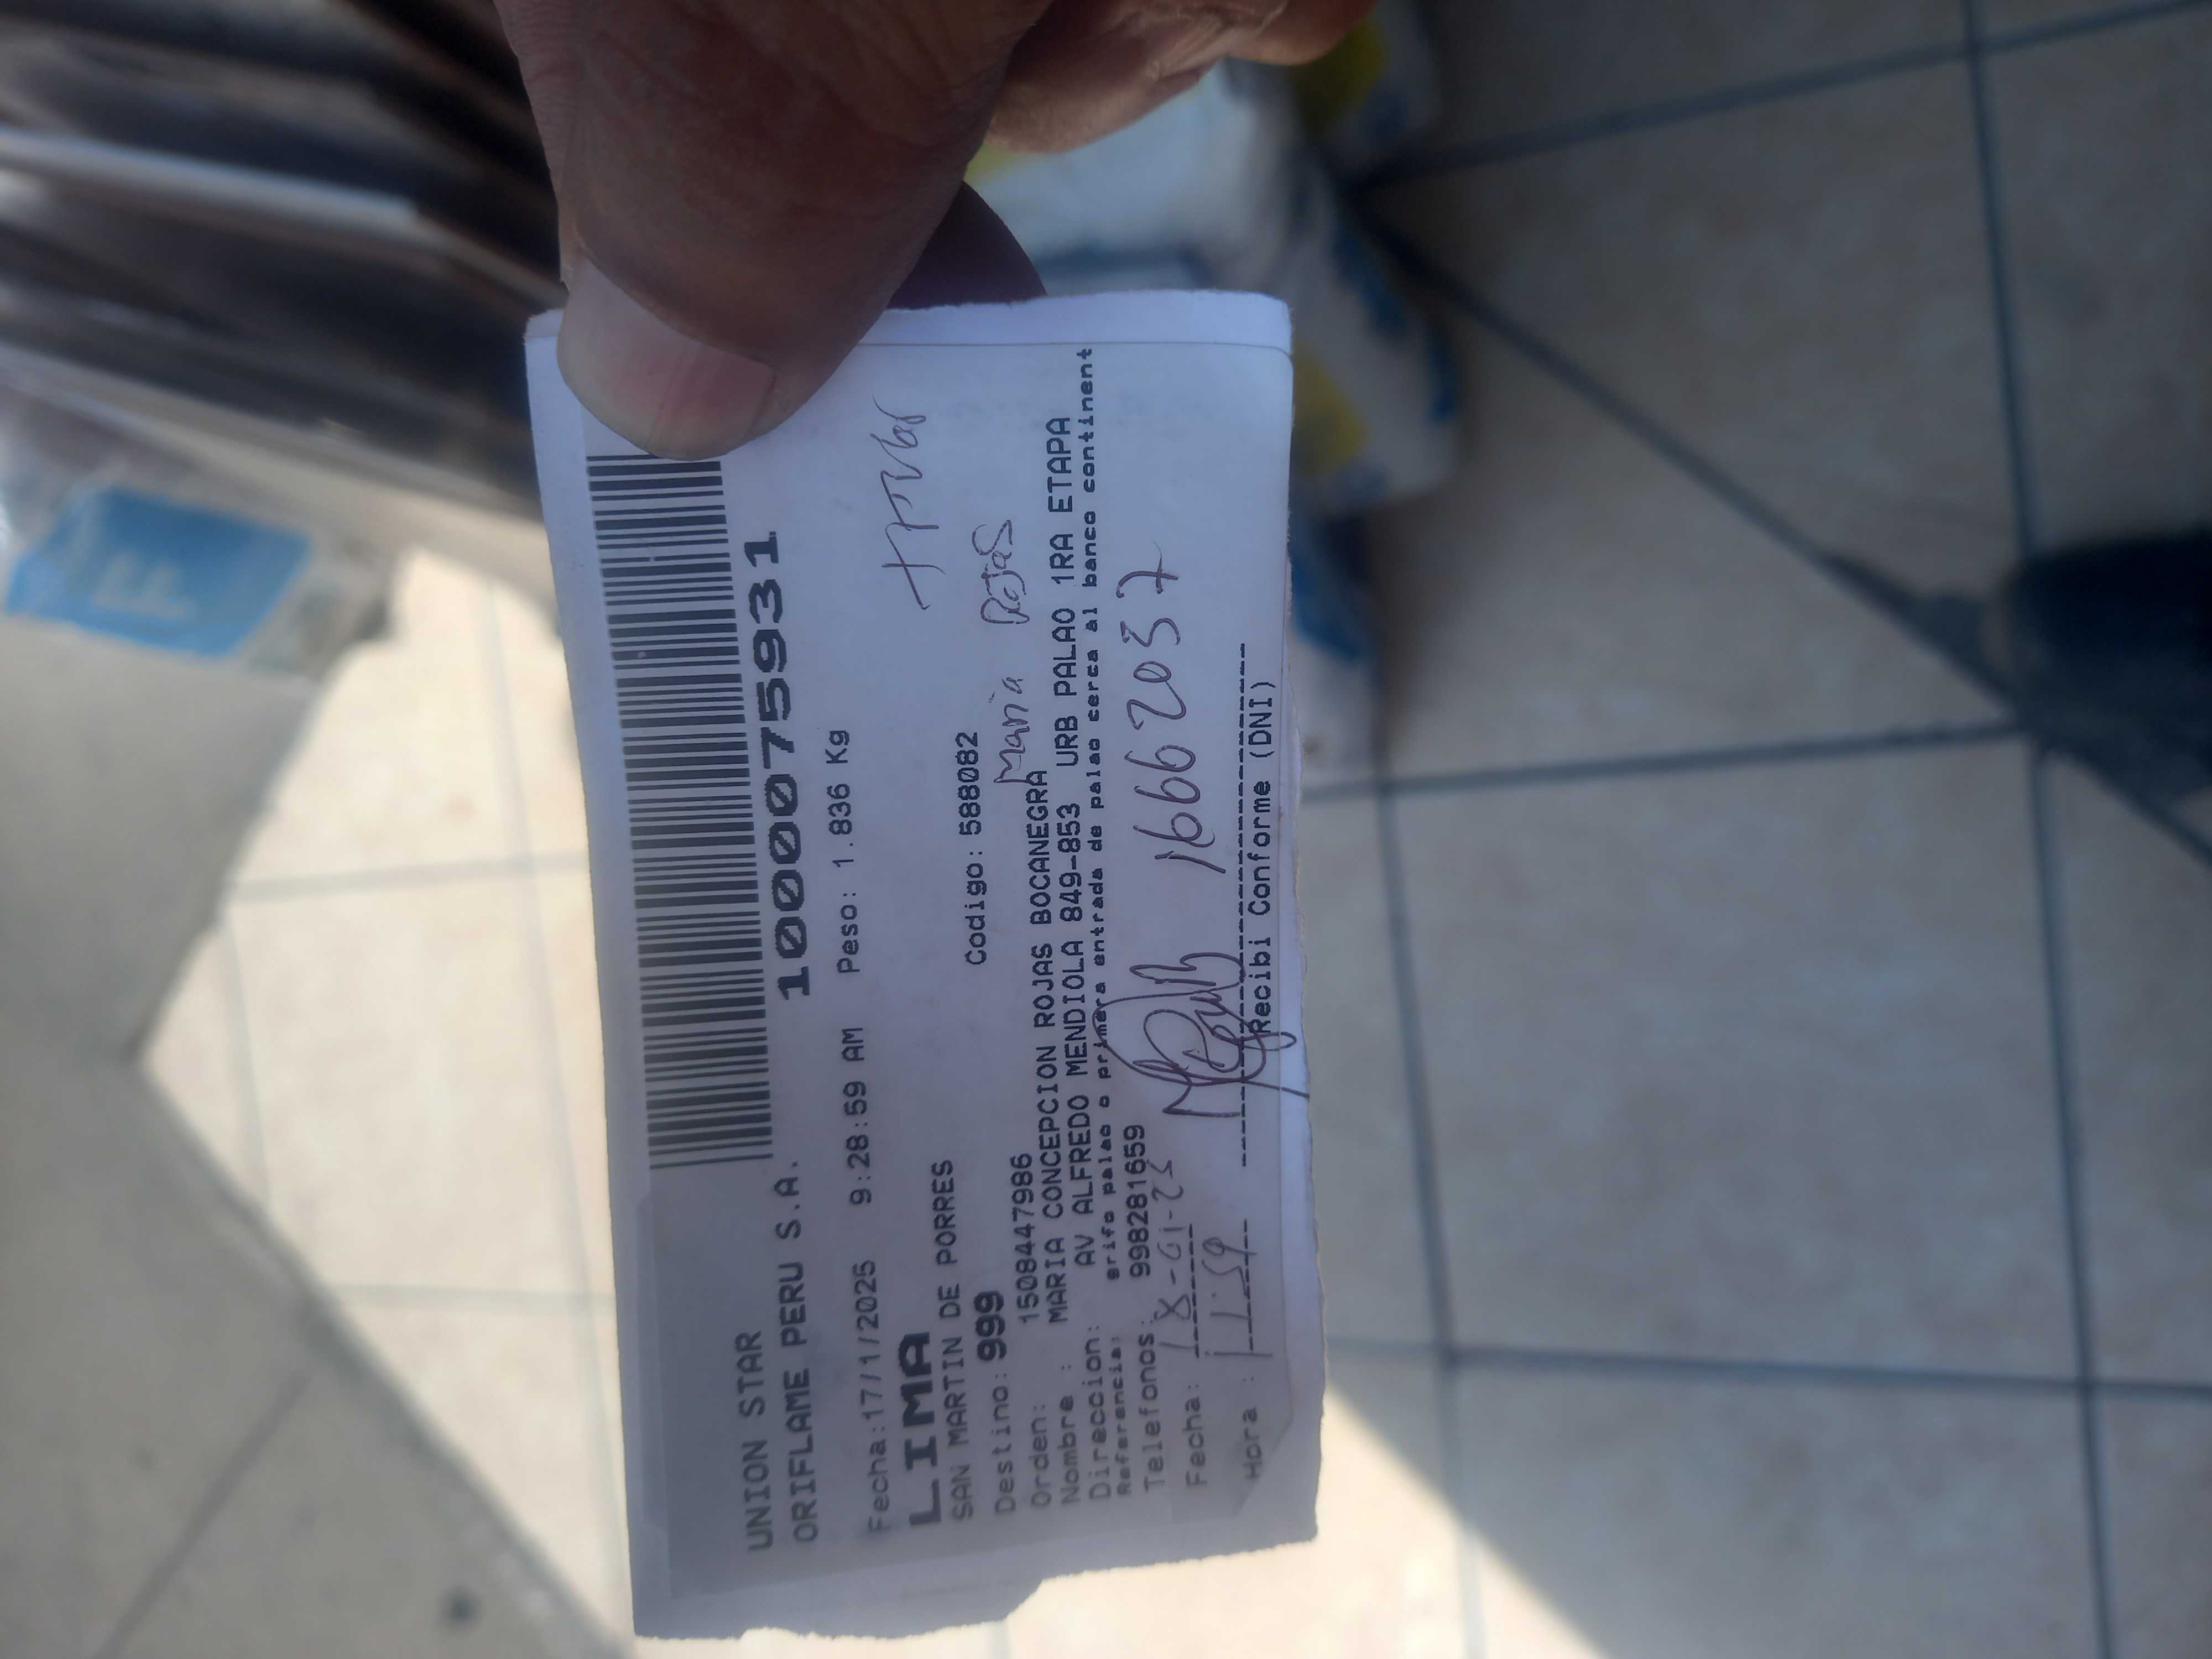 UNION STAR
ORIFLAME PERU S.A.
1000075931
Fecha:17/1/2025 9:28:59 AM Peso: 1.836 Kg
LIMA
SAN MARTIN DE PORRES
Destino: 999 Codigo: 588082
Maria Rojas
Orden: 1508447986
Nombre : MARIA CONCEPCION ROJAS BOCANEGRA
Direccion: AV ALFREDO MENDIOLA 849-853 URB PALAO 1RA ETAPA
Referencia: grifo palao o primera entrada de palao cerca al banco continent
Telefonos: 998281659
Fecha: 18-01-25
16662037
Hora : 11:59
Recibi Conforme (DNI)